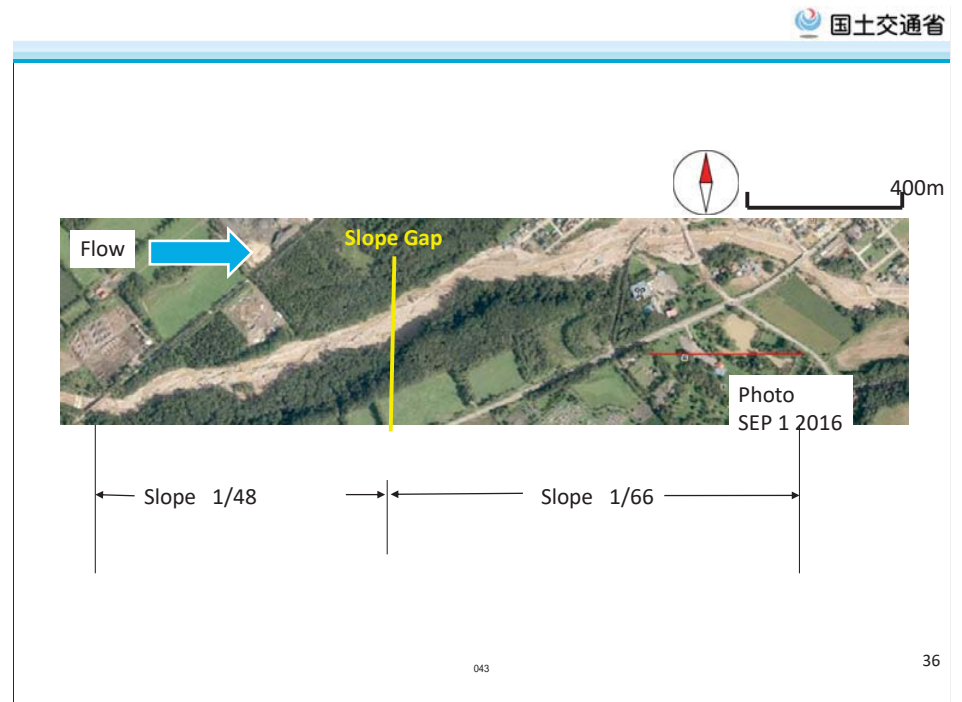 国土交通省
400m
Flow
Slope Gap
Photo
SEP 1 2016
Slope 1/48
Slope 1/66
043
36